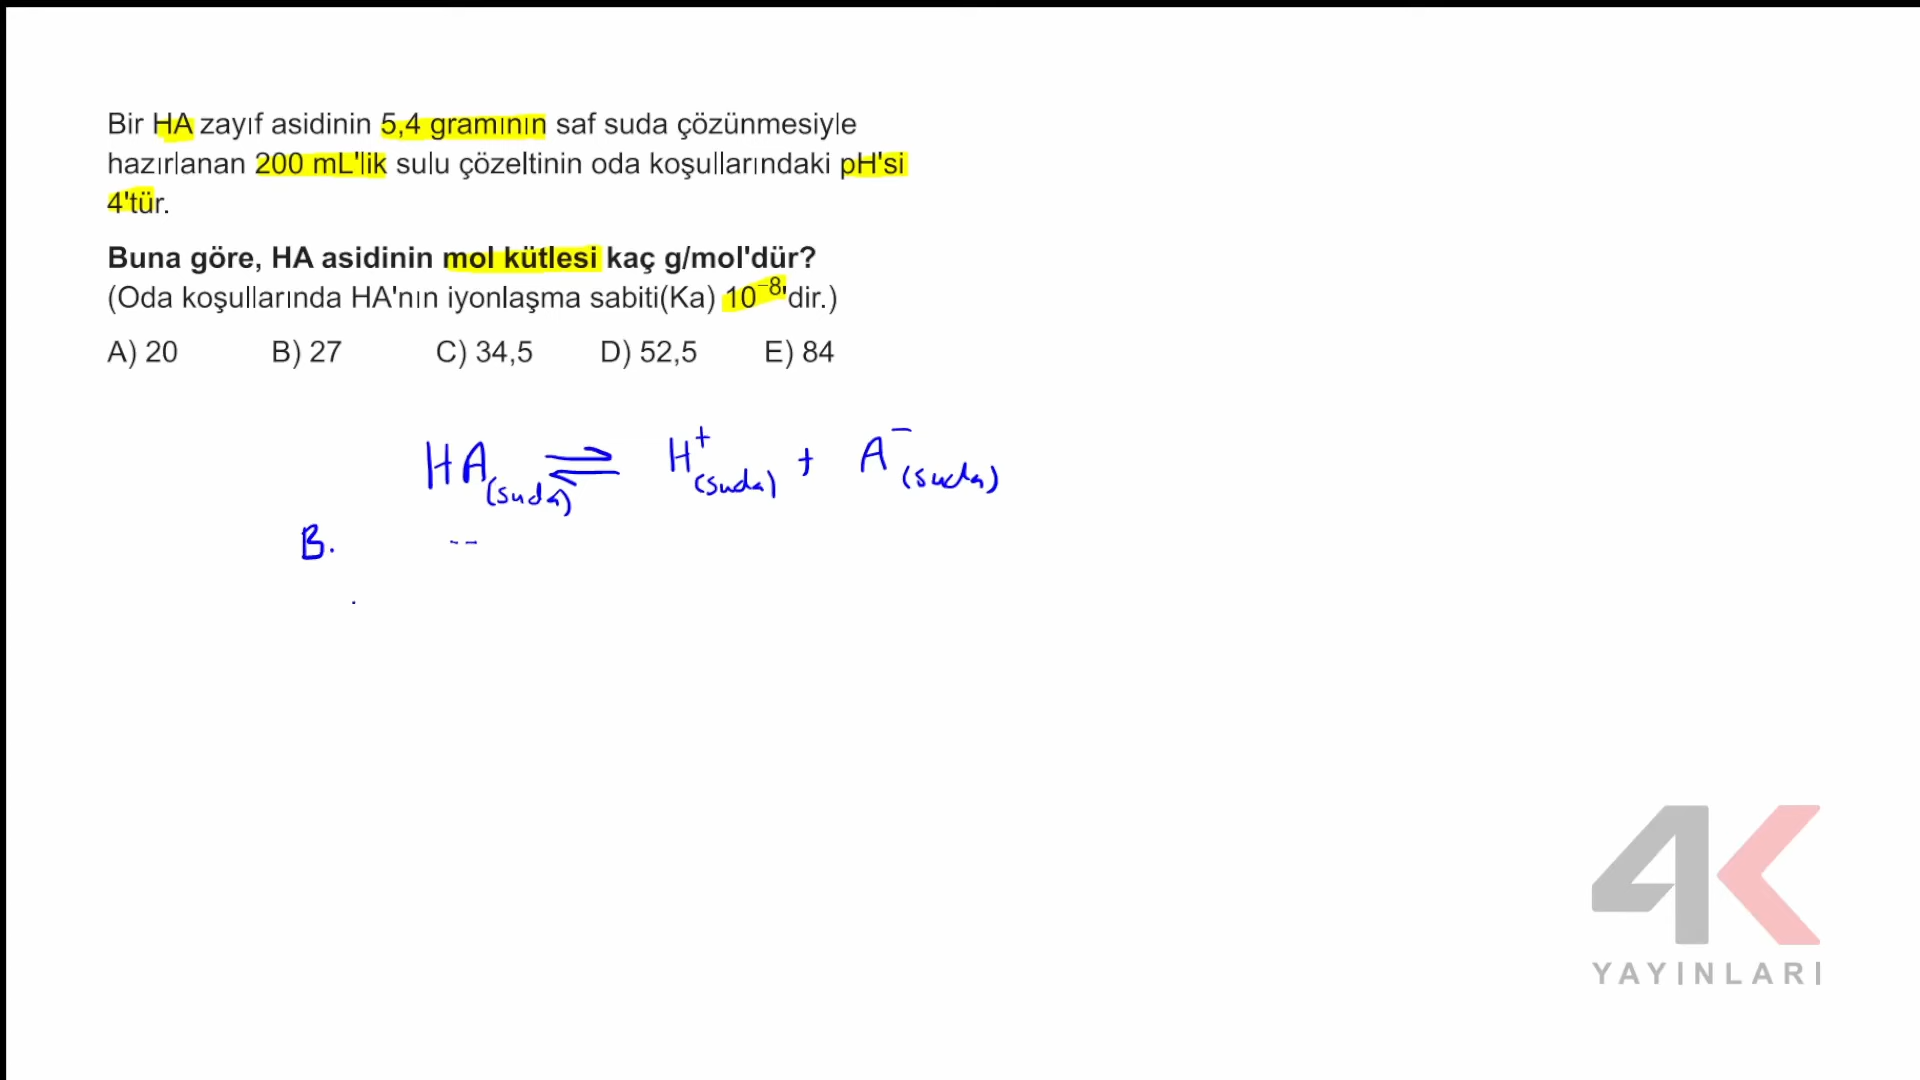 Bir HA zayıf asidinin 5,4 gramının saf suda çözünmesiyle
hazırlanan 200 mL'lik sulu çözeltinin oda koşullarındaki pH'si
4'tür.
Buna göre, HA asidinin mol kütlesi kaç g/mol'dür?
(Oda koşullarında HA'nın iyonlaşma sabiti(Ka) 10⁻⁸'dir.)
A) 20 B) 27 C) 34,5 D) 52,5 E) 84
HA(suda) ⇌ H⁺(suda) + A⁻(suda)
B. --
4K
YAYINLARI